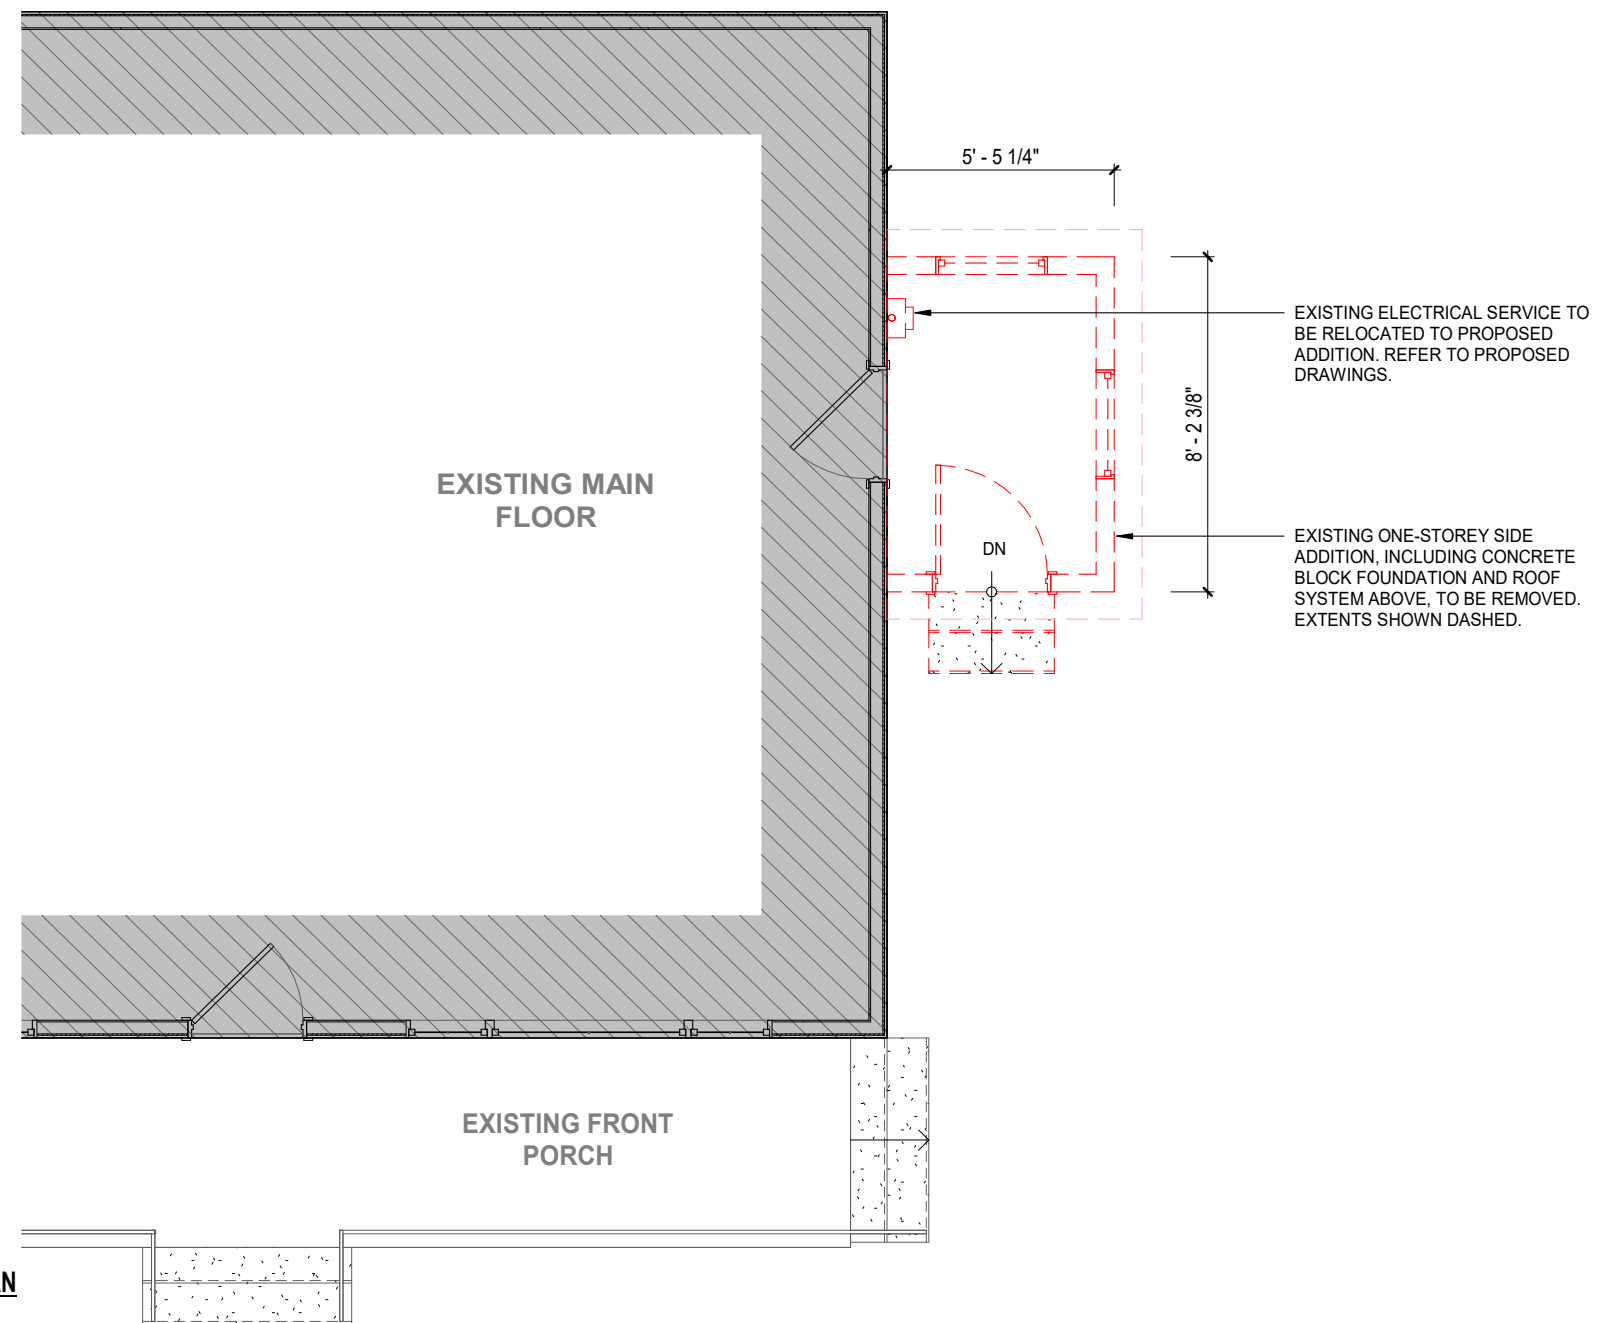 5' - 5 1/4"
EXISTING ELECTRICAL SERVICE TO
BE RELOCATED TO PROPOSED
ADDITION. REFER TO PROPOSED
DRAWINGS.
8' - 2 3/8"
EXISTING MAIN
FLOOR
DN
EXISTING ONE-STOREY SIDE
ADDITION, INCLUDING CONCRETE
BLOCK FOUNDATION AND ROOF
SYSTEM ABOVE, TO BE REMOVED.
EXTENTS SHOWN DASHED.
EXISTING FRONT
PORCH
N